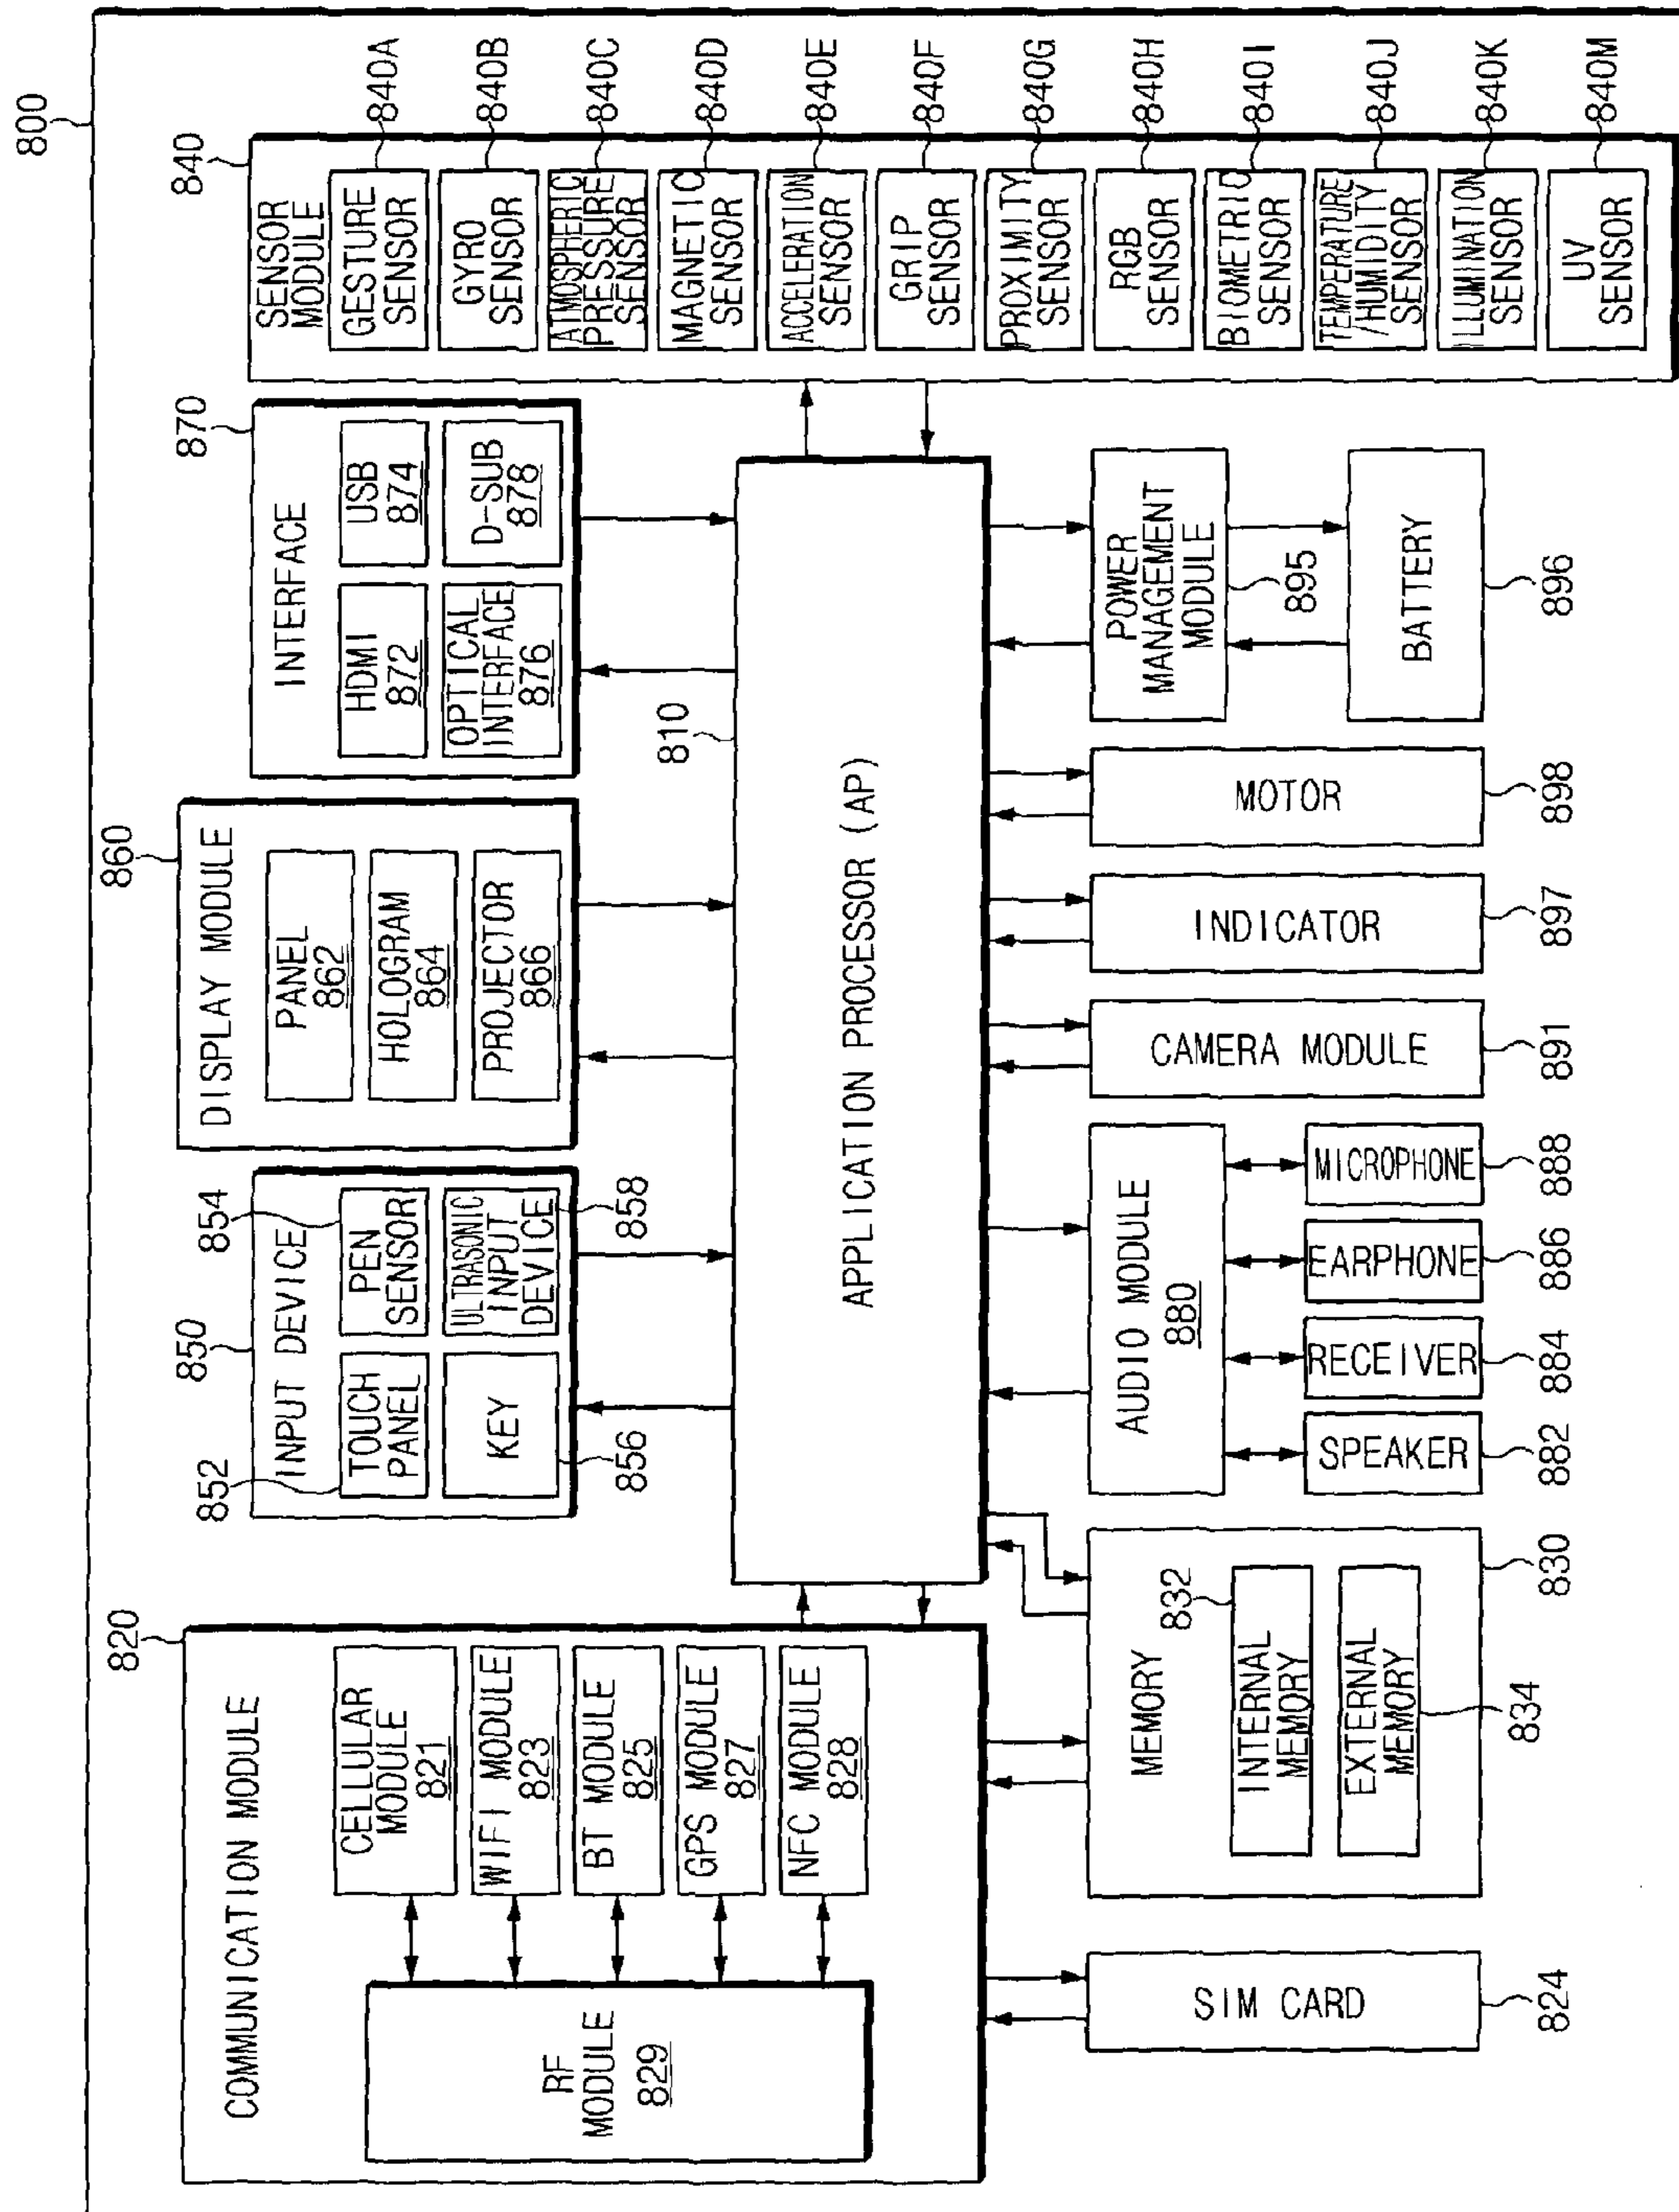 800
COMMUNICATION MODULE
820
RF
MODULE
829
CELLULAR
MODULE
821
WIFI MODULE
823
BT MODULE
825
GPS MODULE
827
NFC MODULE
828
850
INPUT DEVICE
852
TOUCH
PANEL
854
PEN
SENSOR
KEY
856
ULTRASONIC
INPUT
DEVICE
858
860
DISPLAY MODULE
PANEL
862
HOLOGRAM
864
PROJECTOR
866
870
INTERFACE
HDMI
872
USB
874
OPTICAL
INTERFACE
876
D-SUB
878
840
SENSOR
MODULE
GESTURE
SENSOR
840A
GYRO
SENSOR
840B
ATMOSPHERIC
PRESSURE
SENSOR
840C
MAGNETIC
SENSOR
840D
ACCELERATION
SENSOR
840E
GRIP
SENSOR
840F
PROXIMITY
SENSOR
840G
RGB
SENSOR
840H
BIOMETRIC
SENSOR
840I
TEMPERATURE
/HUMIDITY
SENSOR
840J
ILLUMINATION
SENSOR
840K
UV
SENSOR
840M
810
APPLICATION PROCESSOR (AP)
SIM CARD
824
MEMORY
832
INTERNAL
MEMORY
EXTERNAL
MEMORY
834
830
AUDIO MODULE
880
SPEAKER
882
RECEIVER
884
EARPHONE
886
MICROPHONE
888
CAMERA MODULE
891
INDICATOR
897
MOTOR
898
POWER
MANAGEMENT
MODULE
895
BATTERY
896